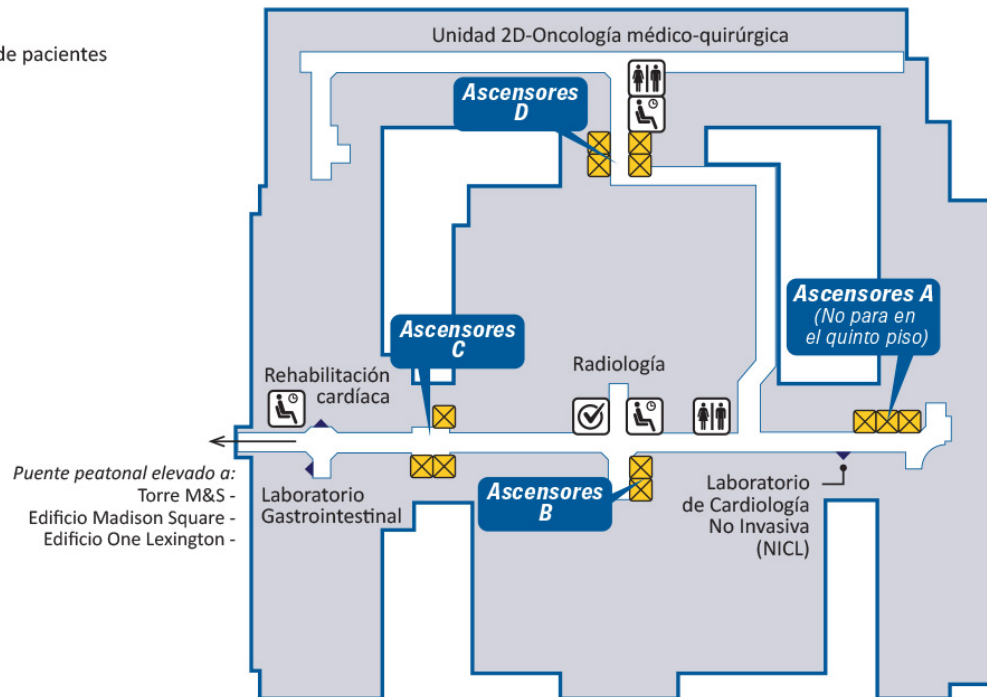 de pacientes
Unidad 2D-Oncología médico-quirúrgica
Ascensores
D
Ascensores A
(No para en
el quinto piso)
Ascensores
C
Radiología
Rehabilitación
cardíaca
Puente peatonal elevado a:
Torre M&S -
Edificio Madison Square -
Edificio One Lexington -
Laboratorio
Gastrointestinal
Ascensores
B
Laboratorio
de Cardiología
No Invasiva
(NICL)